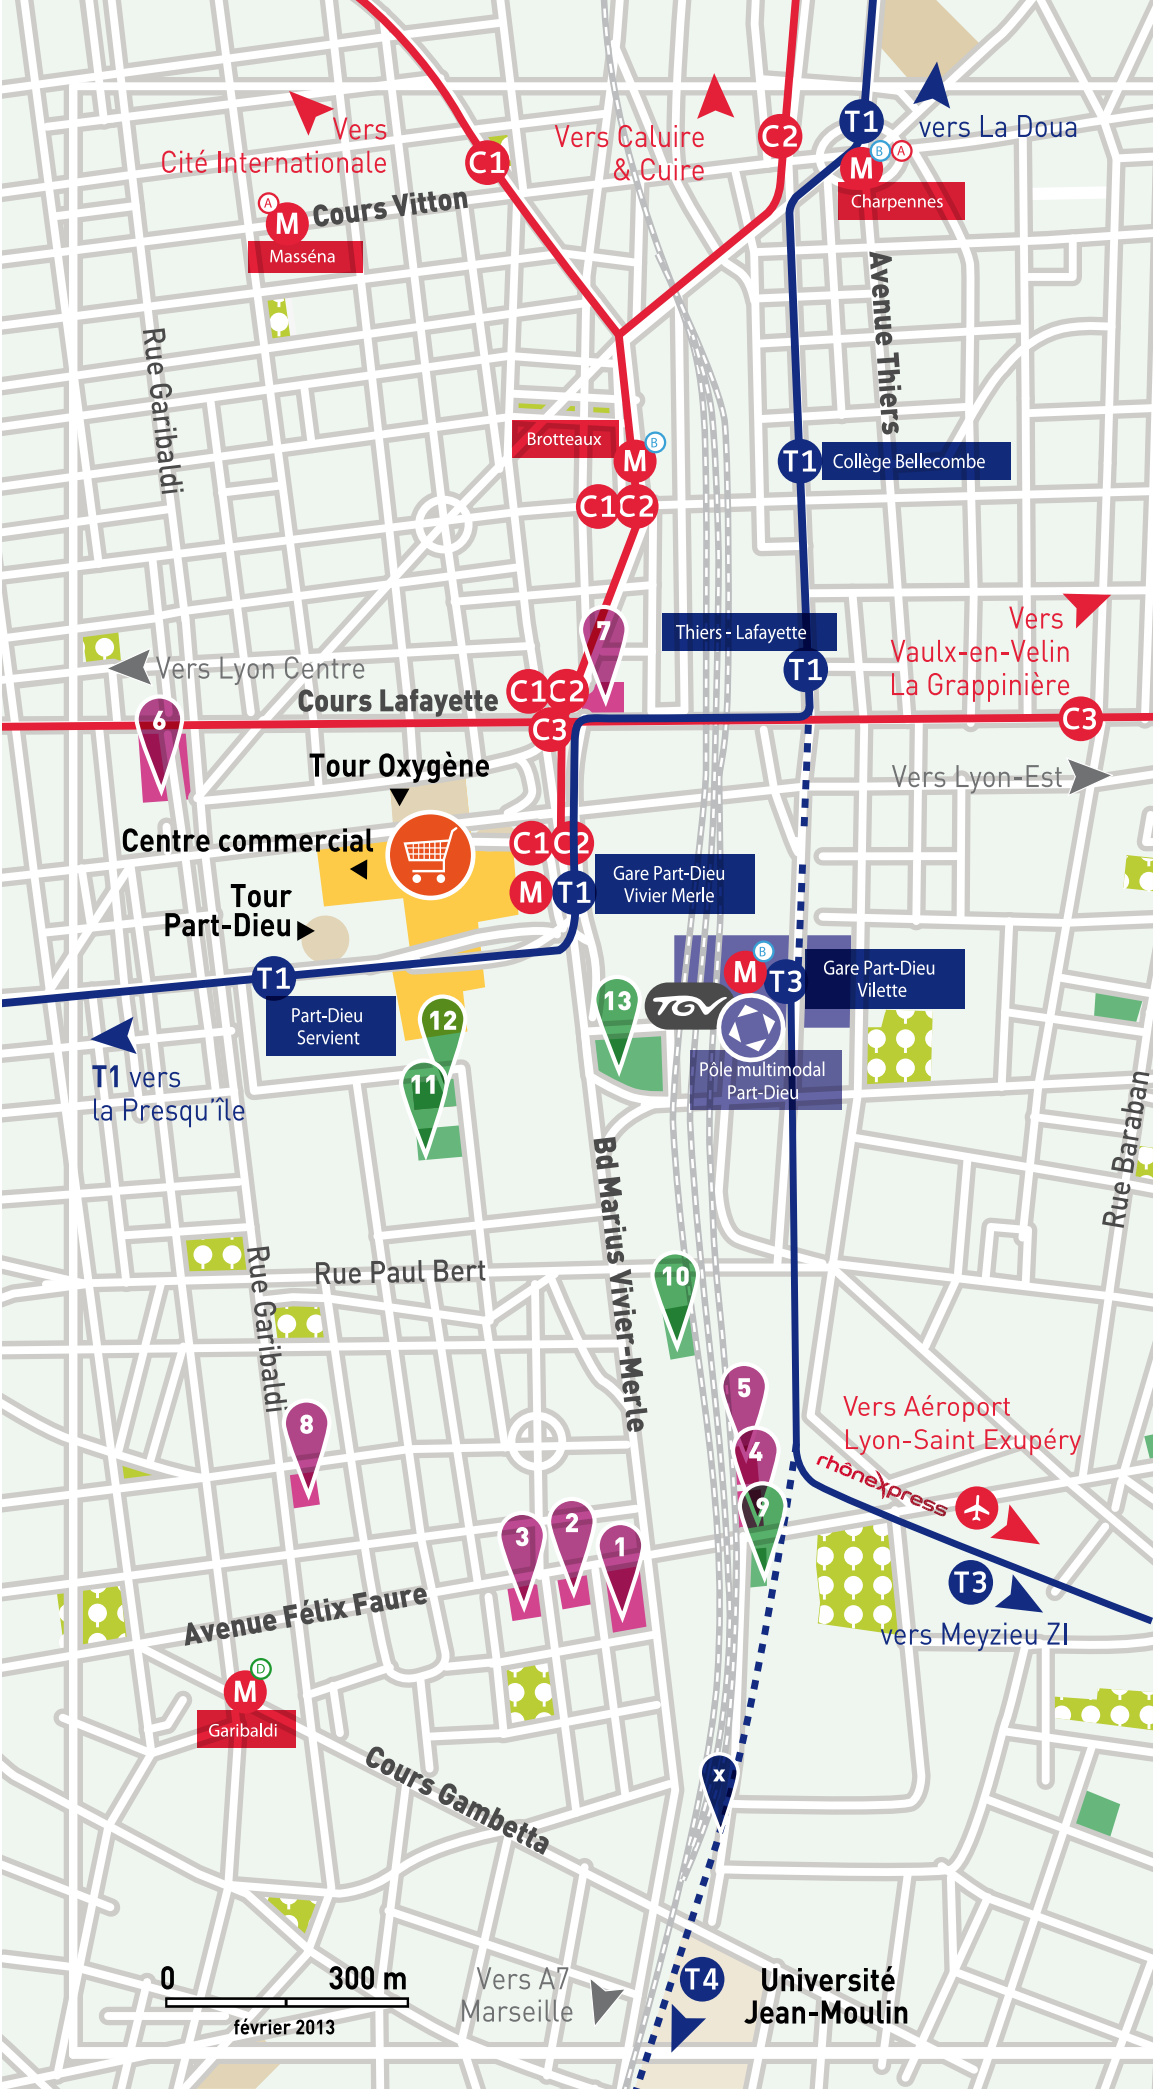 Vers
Cité Internationale
C1
Vers Caluire
& Cuire
C2
T1
vers La Doua
M
B
A
Charpennes
A
M
Cours Vitton
Masséna
Avenue Thiers
Rue Garibaldi
Brotteaux
M
B
C1
C2
T1
Collège Bellecombe
7
Thiers - Lafayette
T1
Vers
Vaulx-en-Velin
La Grappinière
C3
Vers Lyon Centre
Cours Lafayette
C1
C2
C3
6
Vers Lyon-Est
Tour Oxygène
Centre commercial
C1
C2
M
T1
Gare Part-Dieu
Vivier Merle
Tour
Part-Dieu
T1
Part-Dieu
Servient
M
B
T3
Gare Part-Dieu
Vilette
TGV
Pôle multimodal
Part-Dieu
13
12
11
T1 vers
la Presqu'île
Rue Baraban
Bd Marius Vivier-Merle
Rue Paul Bert
Rue Garibaldi
10
5
4
9
8
Vers Aéroport
Lyon-Saint Exupéry
rhônexpress
T3
vers Meyzieu ZI
3
2
1
Avenue Félix Faure
M
D
Garibaldi
Cours Gambetta
x
0
300 m
février 2013
Vers A7
Marseille
T4
Université
Jean-Moulin